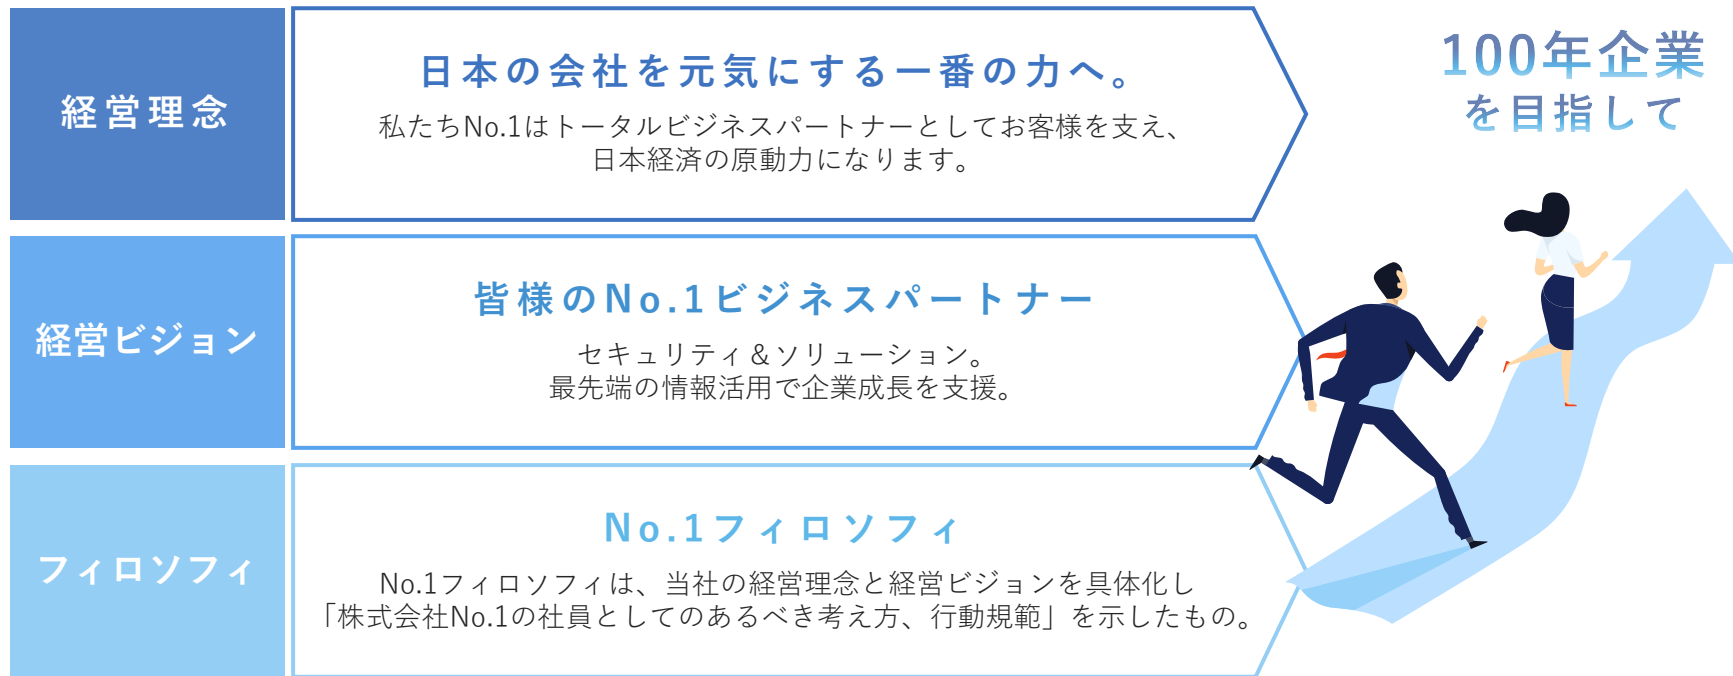 経営理念
日本の会社を元気にする一番の力へ。
私たちNo.1はトータルビジネスパートナーとしてお客様を支え、
日本経済の原動力になります。
100年企業
を目指して
経営ビジョン
皆様のNo.1ビジネスパートナー
セキュリティ＆ソリューション。
最先端の情報活用で企業成長を支援。
フィロソフィ
No.1フィロソフィ
No.1フィロソフィは、当社の経営理念と経営ビジョンを具体化し
「株式会社No.1の社員としてのあるべき考え方、行動規範」を示したもの。